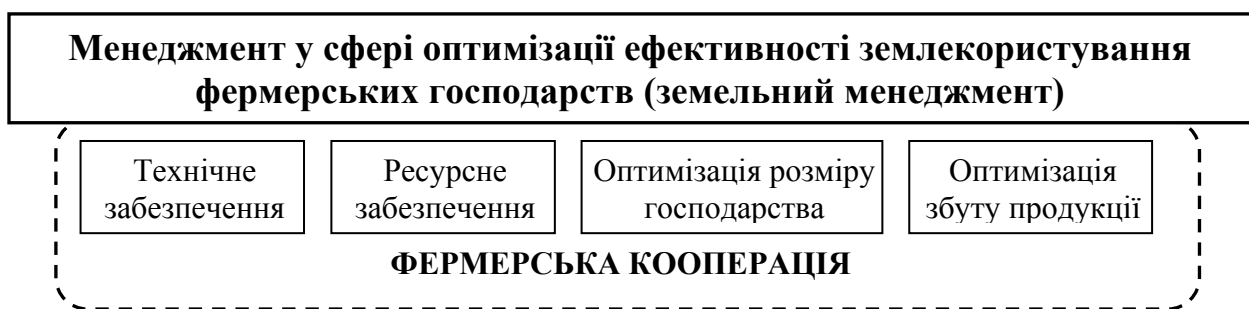 Менеджмент у сфері оптимізації ефективності землекористування
фермерських господарств (земельний менеджмент)
Технічне
забезпечення
Ресурсне
забезпечення
Оптимізація розміру
господарства
Оптимізація
збуту продукції
ФЕРМЕРСЬКА КООПЕРАЦІЯ